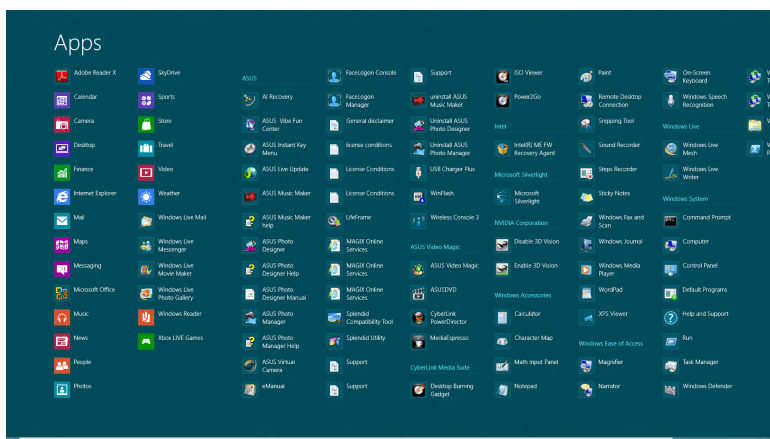 Apps
Adobe Reader X
Calendar
Camera
Desktop
Finance
Internet Explorer
Mail
Maps
Messaging
Microsoft Office
Music
News
People
Photos
SkyDrive
Sports
Store
Travel
Video
Weather
Windows Live Mail
Windows Live
Messenger
Windows Live
Movie Maker
Windows Live
Photo Gallery
Windows Reader
Xbox LIVE Games
ASUS
AI Recovery
ASUS Vibe Fun
Center
ASUS Instant Key
Menu
ASUS Live Update
ASUS Music Maker
ASUS Music Maker
help
ASUS Photo
Designer
ASUS Photo
Designer Help
ASUS Photo
Designer Manual
ASUS Photo
Manager
ASUS Photo
Manager Help
ASUS Virtual
Camera
eManual
FaceLogon Console
FaceLogon
Manager
General disclaimer
license conditions
License Conditions
License Conditions
LifeFrame
MAGIX Online
Services
MAGIX Online
Services
MAGIX Online
Services
Splendid
Compatibility Tool
Splendid Utility
Support
Support
Support
uninstall ASUS
Music Maker
Uninstall ASUS
Photo Designer
Uninstall ASUS
Photo Manager
USB Charger Plus
WinFlash
Wireless Console 3
ASUS Video Magic
ASUS Video Magic
ASUSDVD
CyberLink
PowerDirector
MediaEspresso
CyberLink Media Suite
Desktop Burning
Gadget
ISO Viewer
Power2Go
Intel
Intel(R) ME FW
Recovery Agent
Microsoft Silverlight
Microsoft
Silverlight
NVIDIA Corporation
Disable 3D Vision
Enable 3D Vision
Windows Accessories
Calculator
Character Map
Math Input Panel
Notepad
Paint
Remote Desktop
Connection
Snipping Tool
Sound Recorder
Steps Recorder
Sticky Notes
Windows Fax and
Scan
Windows Journal
Windows Media
Player
WordPad
XPS Viewer
Windows Ease of Access
Magnifier
Narrator
On-Screen
Keyboard
Windows Speech
Recognition
Windows Live
Windows Live
Mesh
Windows Live
Writer
Windows System
Command Prompt
Computer
Control Panel
Default Programs
Help and Support
Run
Task Manager
Windows Defender